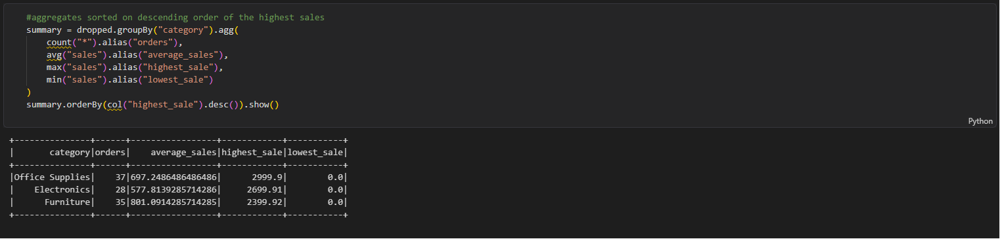 #aggregates sorted on descending order of the highest sales
summary = dropped.groupBy("category").agg(
    count("*").alias("orders"),
    avg("sales").alias("average_sales"),
    max("sales").alias("highest_sale"),
    min("sales").alias("lowest_sale")
)
summary.orderBy(col("highest_sale").desc()).show()
Python
+---------------+------+-----------------+------------+-----------+
|       category|orders|    average_sales|highest_sale|lowest_sale|
+---------------+------+-----------------+------------+-----------+
|Office Supplies|    37|697.2486486486486|      2999.9|        0.0|
|    Electronics|    28|577.8139285714286|     2699.91|        0.0|
|      Furniture|    35|801.0914285714285|     2399.92|        0.0|
+---------------+------+-----------------+------------+-----------+